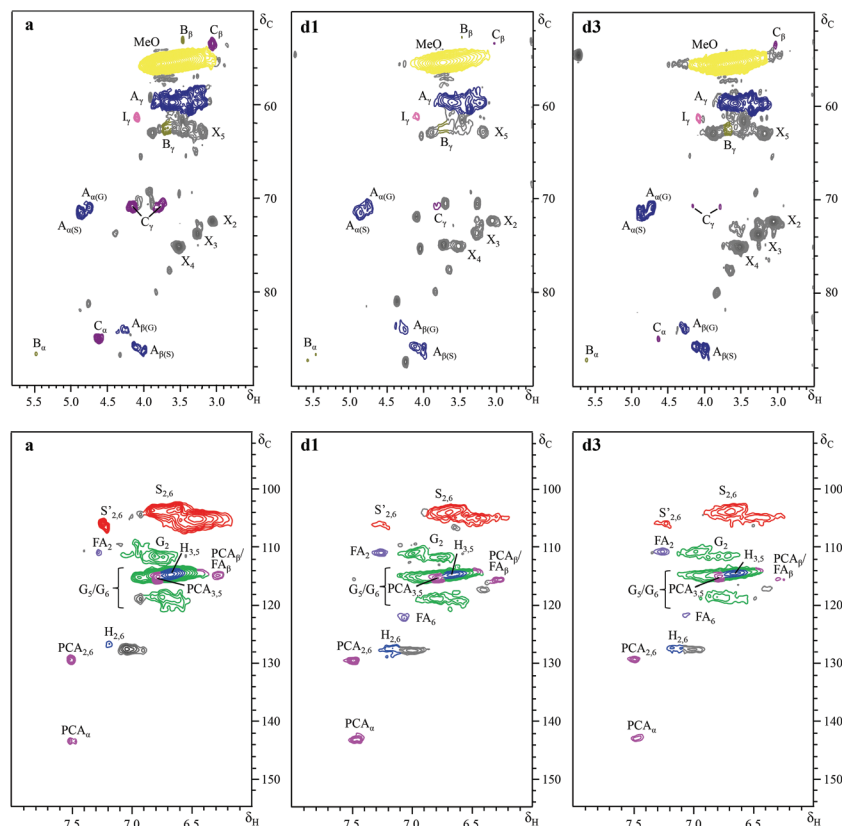 a
MeO
Bβ
Cβ
δC
Aγ
Iγ
Bγ
X5
60
Aα(G)
Aα(S)
Cγ
70
X2
X3
X4
80
Cα
Aβ(G)
Bα
Aβ(S)
5.5 5.0 4.5 4.0 3.5 3.0 δH
d1
MeO
Bβ
Cβ
δC
Aγ
Iγ
Bγ
X5
60
Aα(G)
Aα(S)
Cγ
70
X2
X3
X4
80
Aβ(G)
Bα
Aβ(S)
5.5 5.0 4.5 4.0 3.5 3.0 δH
d3
MeO
Cβ
δC
Aγ
Iγ
Bγ
X5
60
Aα(G)
Aα(S)
Cγ
70
X2
X3
X4
80
Cα
Aβ(G)
Bα
Aβ(S)
5.5 5.0 4.5 4.0 3.5 3.0 δH
a
δC
100
S2,6
S'2,6
FA2
G2
H3,5
PCAβ/
FAβ
110
G5/G6
PCA3,5
120
H2,6
PCA2,6
130
PCAα
140
150
7.5 7.0 6.5 δH
d1
δC
100
S2,6
S'2,6
FA2
G2
H3,5
PCAβ/
FAβ
110
G5/G6
PCA3,5
FA6
120
H2,6
PCA2,6
130
PCAα
140
150
7.5 7.0 6.5 δH
d3
δC
100
S2,6
S'2,6
FA2
G2
H3,5
PCAβ/
FAβ
110
G5/G6
PCA3,5
FA6
120
H2,6
PCA2,6
130
PCAα
140
150
7.5 7.0 6.5 δH